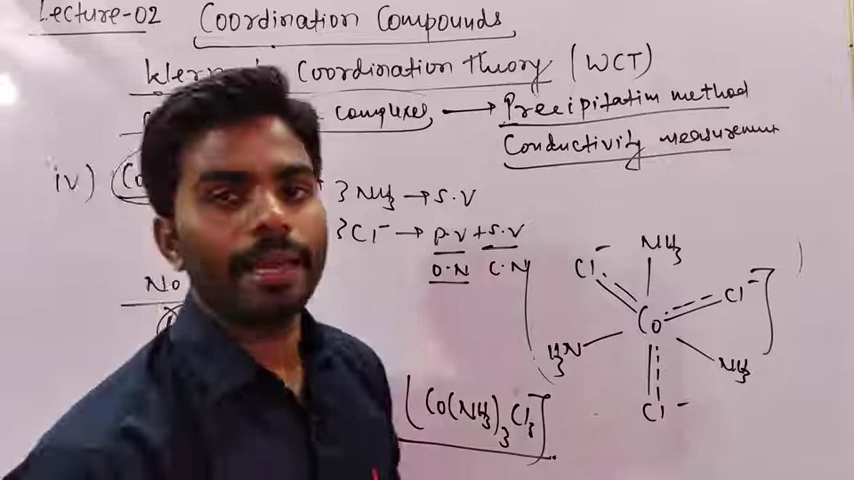 Lecture-02 Coordination Compounds
Coordination Theory (WCT)
complexes, → Precipitation method
Conductivity measurement
iv) Co 3 NH3 → S.V
3 Cl⁻ → P.V + S.V
O.N C.N
No
NH3
Cl⁻ Cl⁻
Co
H3N NH3
Cl⁻
[Co(NH3)3Cl3]